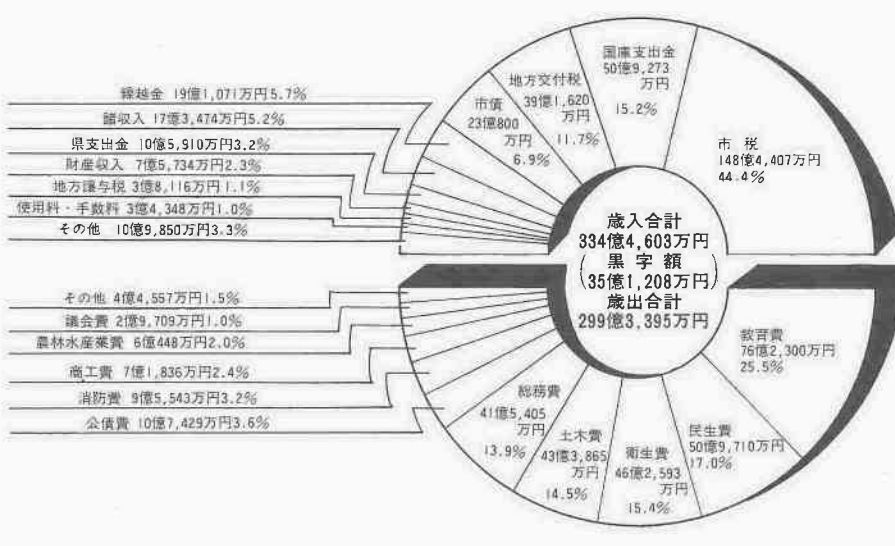 国庫支出金
50億9,273
万円
15.2%
地方交付税
39億1,620
万円
11.7%
市債
23億800
万円
6.9%
市 税
148億4,407万円
44.4%
繰越金 19億1,071万円5.7%
諸収入 17億3,474万円5.2%
県支出金 10億5,910万円3.2%
財産収入 7億5,734万円2.3%
地方譲与税 3億8,116万円1.1%
使用料・手数料 3億4,348万円1.0%
その他 10億9,850万円3.3%
歳入合計
334億4,603万円
(黒字額
35億1,208万円)
歳出合計
299億3,395万円
その他 4億4,557万円1.5%
議会費 2億9,709万円1.0%
農林水産業費 6億448万円2.0%
商工費 7億1,836万円2.4%
消防費 9億5,543万円3.2%
公債費 10億7,429万円3.6%
総務費
41億5,405
万円
13.9%
土木費
43億3,865
万円
14.5%
衛生費
46億2,593
万円
15.4%
民生費
50億9,710万円
17.0%
教育費
76億2,300万円
25.5%